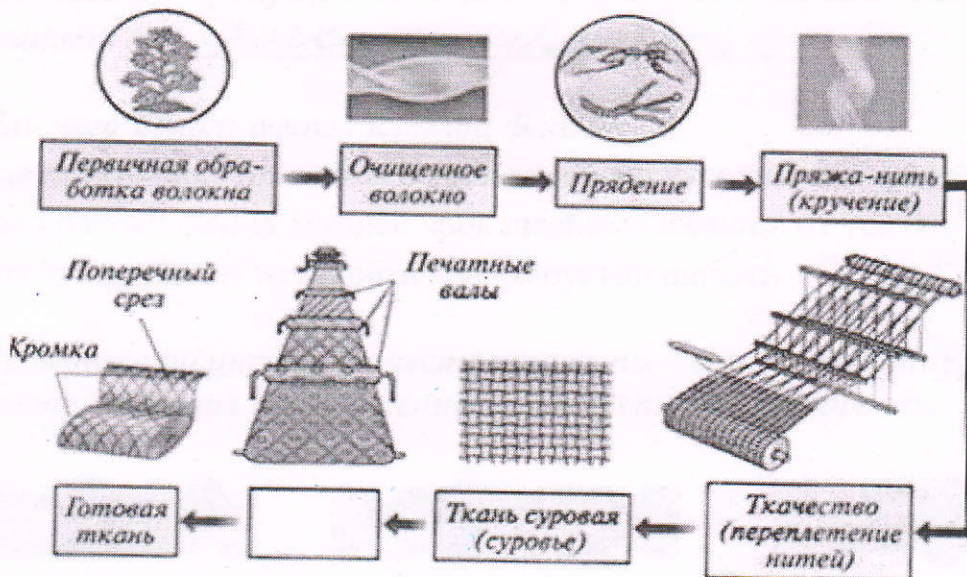 Первичная обра-
ботка волокна
Очищенное
волокно
Прядение
Пряжа-нить
(кручение)
Поперечный
срез
Кромка
Печатные
валы
Готовая
ткань
Ткань суровая
(суровье)
Ткачество
(переплетение
нитей)